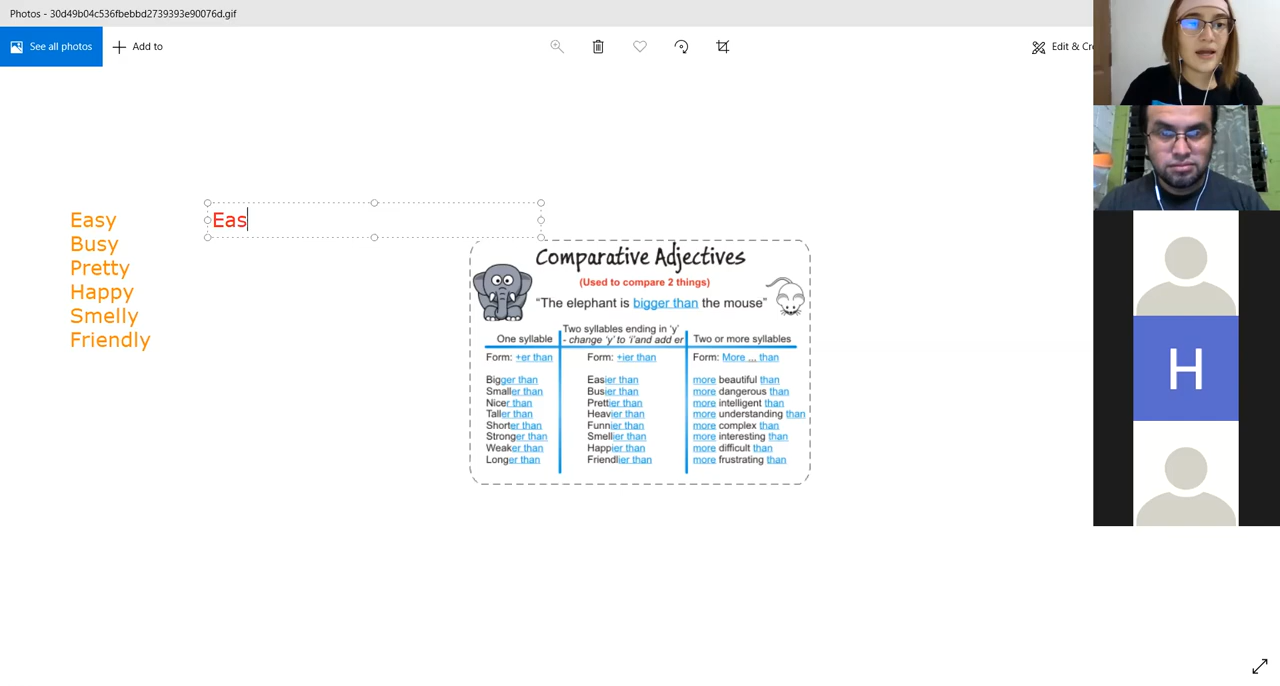 Photos - 30d49b04c536fbebbd2739393e90076d.gif
See all photos
Add to
Edit & Cr
Easy
Busy
Pretty
Happy
Smelly
Friendly
Eas
Comparative Adjectives
(Used to compare 2 things)
“The elephant is bigger than the mouse”
One syllable
Two syllables ending in ‘y’
- change ‘y’ to ‘i’and add er
Two or more syllables
Form: +er than
Form: +ier than
Form: More ... than
Bigger than
Easier than
more beautiful than
Smaller than
Busier than
more dangerous than
Nicer than
Prettier than
more intelligent than
Taller than
Heavier than
more understanding than
Shorter than
Funnier than
more complex than
Stronger than
Smellier than
more interesting than
Weaker than
Happier than
more difficult than
Longer than
Friendlier than
more frustrating than
H